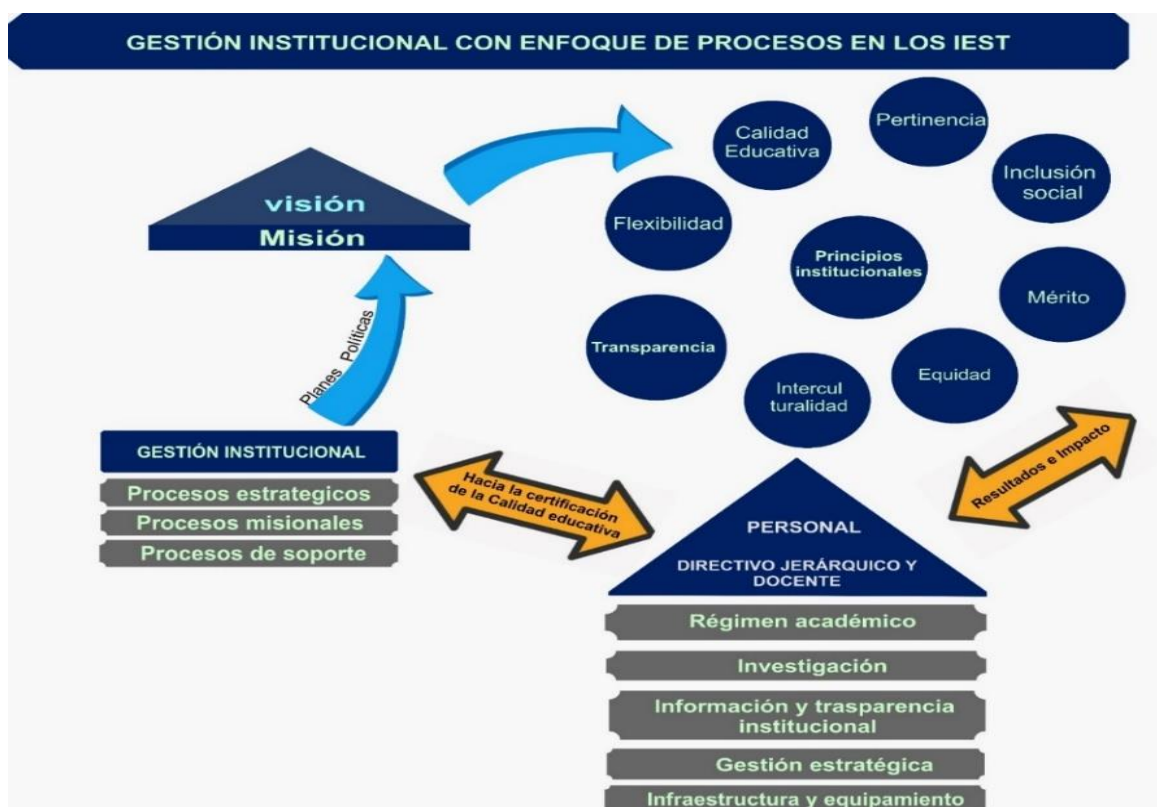 GESTIÓN INSTITUCIONAL CON ENFOQUE DE PROCESOS EN LOS IEST
visión
Misión
Planes Políticas
GESTIÓN INSTITUCIONAL
Procesos estrategicos
Procesos misionales
Procesos de soporte
Calidad
Educativa
Pertinencia
Inclusión
social
Flexibilidad
Principios
institucionales
Mérito
Transparencia
Equidad
Intercul
turalidad
Hacia la certificación
de la Calidad educativa
Resultados e Impacto
PERSONAL
DIRECTIVO JERÁRQUICO Y
DOCENTE
Régimen académico
Investigación
Información y trasparencia
institucional
Gestión estratégica
Infraestructura y equipamiento